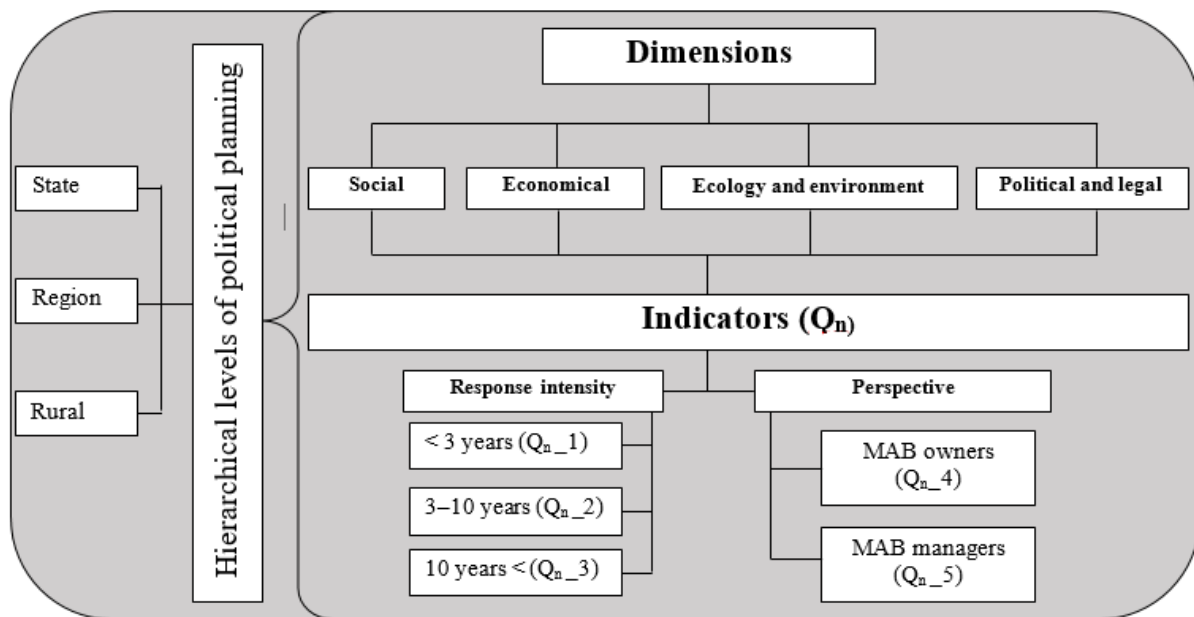 Hierarchical levels of political planning
State
Region
Rural
Dimensions
Social
Economical
Ecology and environment
Political and legal
Indicators (Qn)
Response intensity
< 3 years (Qn_1)
3–10 years (Qn_2)
10 years < (Qn_3)
Perspective
MAB owners
(Qn_4)
MAB managers
(Qn_5)